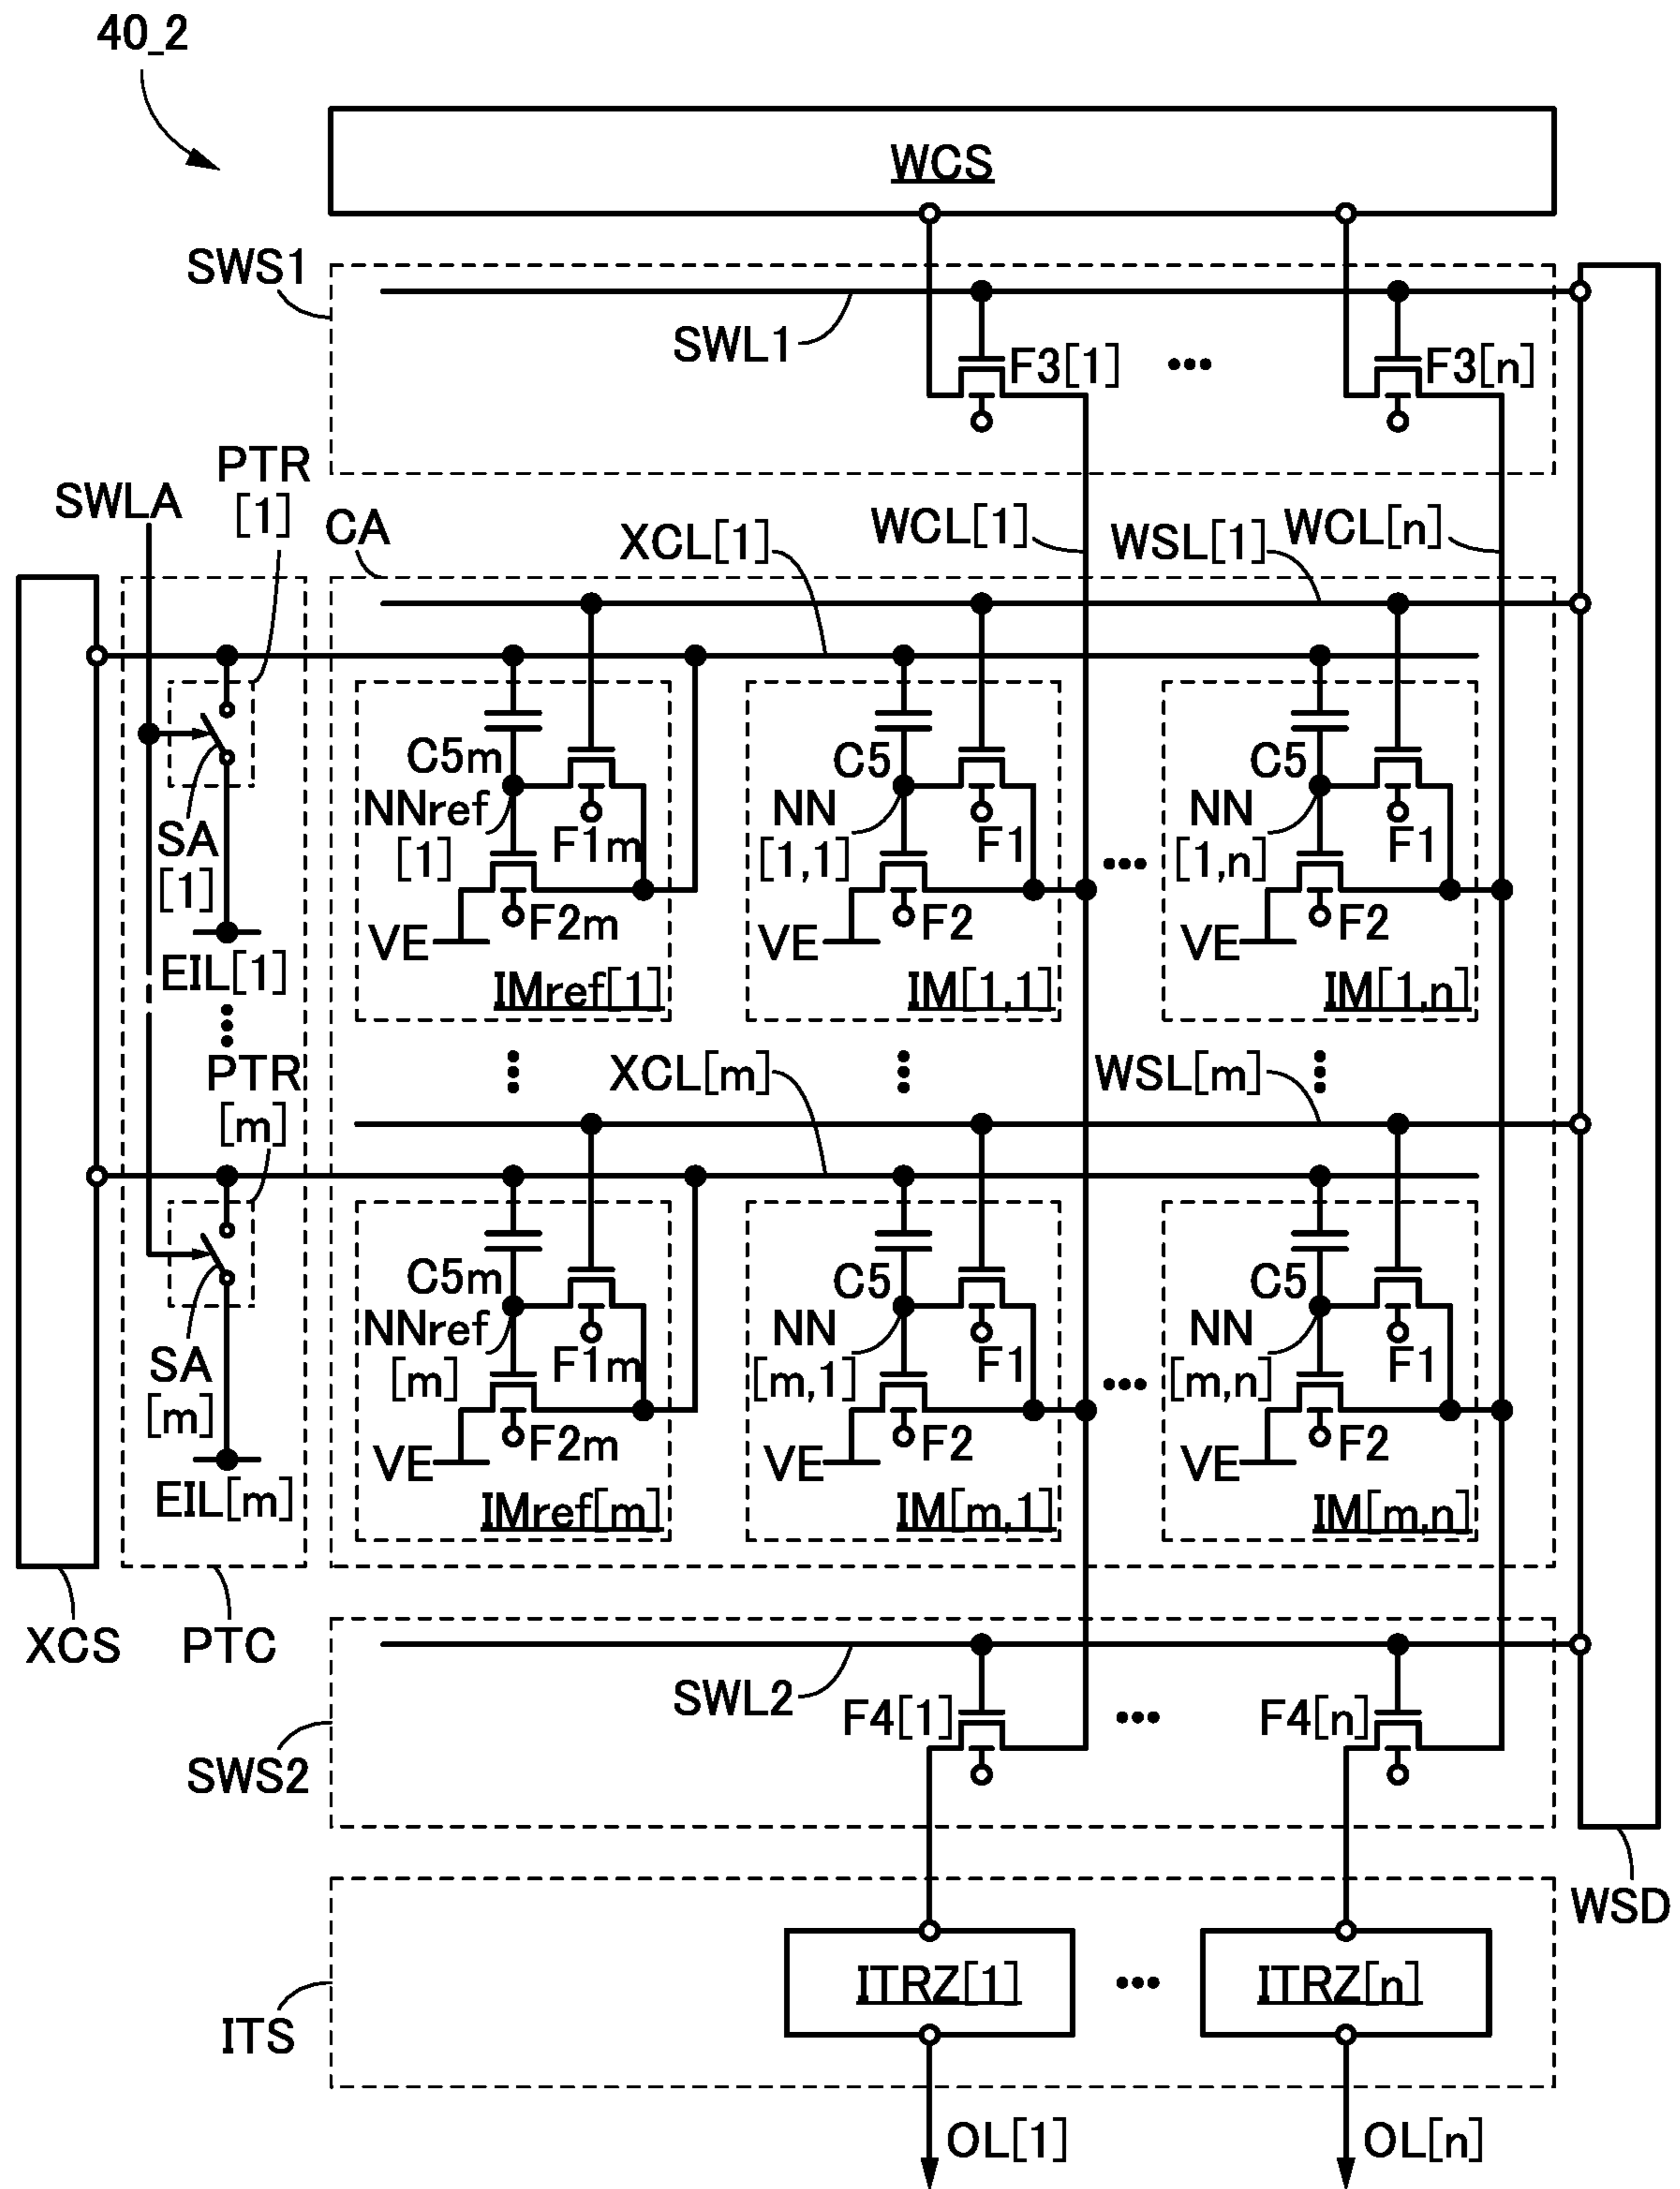 40_2
WCS
SWS1
SWL1
F3[1]
F3[n]
PTR
[1]
SWLA
CA
XCL[1]
WCL[1]
WSL[1]
WCL[n]
C5m
C5
C5
NNref
[1]
NN
[1,1]
NN
[1,n]
SA
[1]
F1m
F1
F1
F2m
F2
F2
VE
VE
VE
EIL[1]
IMref[1]
IM[1,1]
IM[1,n]
PTR
[m]
XCL[m]
WSL[m]
C5m
C5
C5
NNref
[m]
NN
[m,1]
NN
[m,n]
SA
[m]
F1m
F1
F1
F2m
F2
F2
VE
VE
VE
EIL[m]
IMref[m]
IM[m,1]
IM[m,n]
XCS
PTC
SWL2
F4[1]
F4[n]
SWS2
WSD
ITRZ[1]
ITRZ[n]
ITS
OL[1]
OL[n]